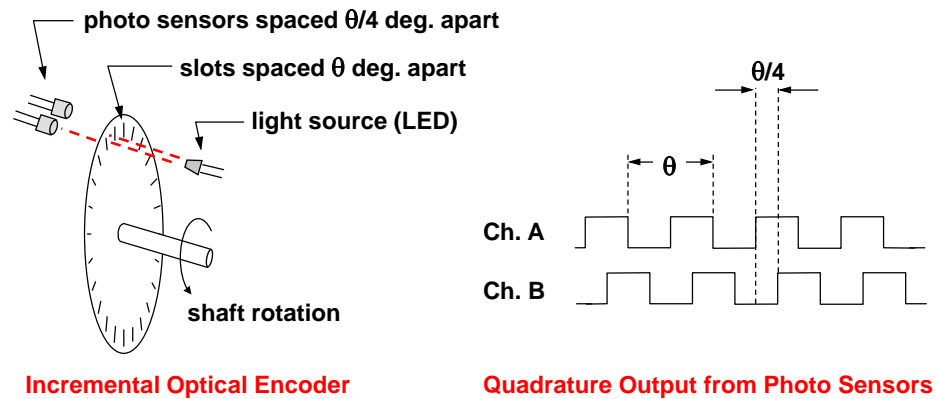 photo sensors spaced θ/4 deg. apart
slots spaced θ deg. apart
light source (LED)
shaft rotation
Incremental Optical Encoder
θ/4
θ
Ch. A
Ch. B
Quadrature Output from Photo Sensors